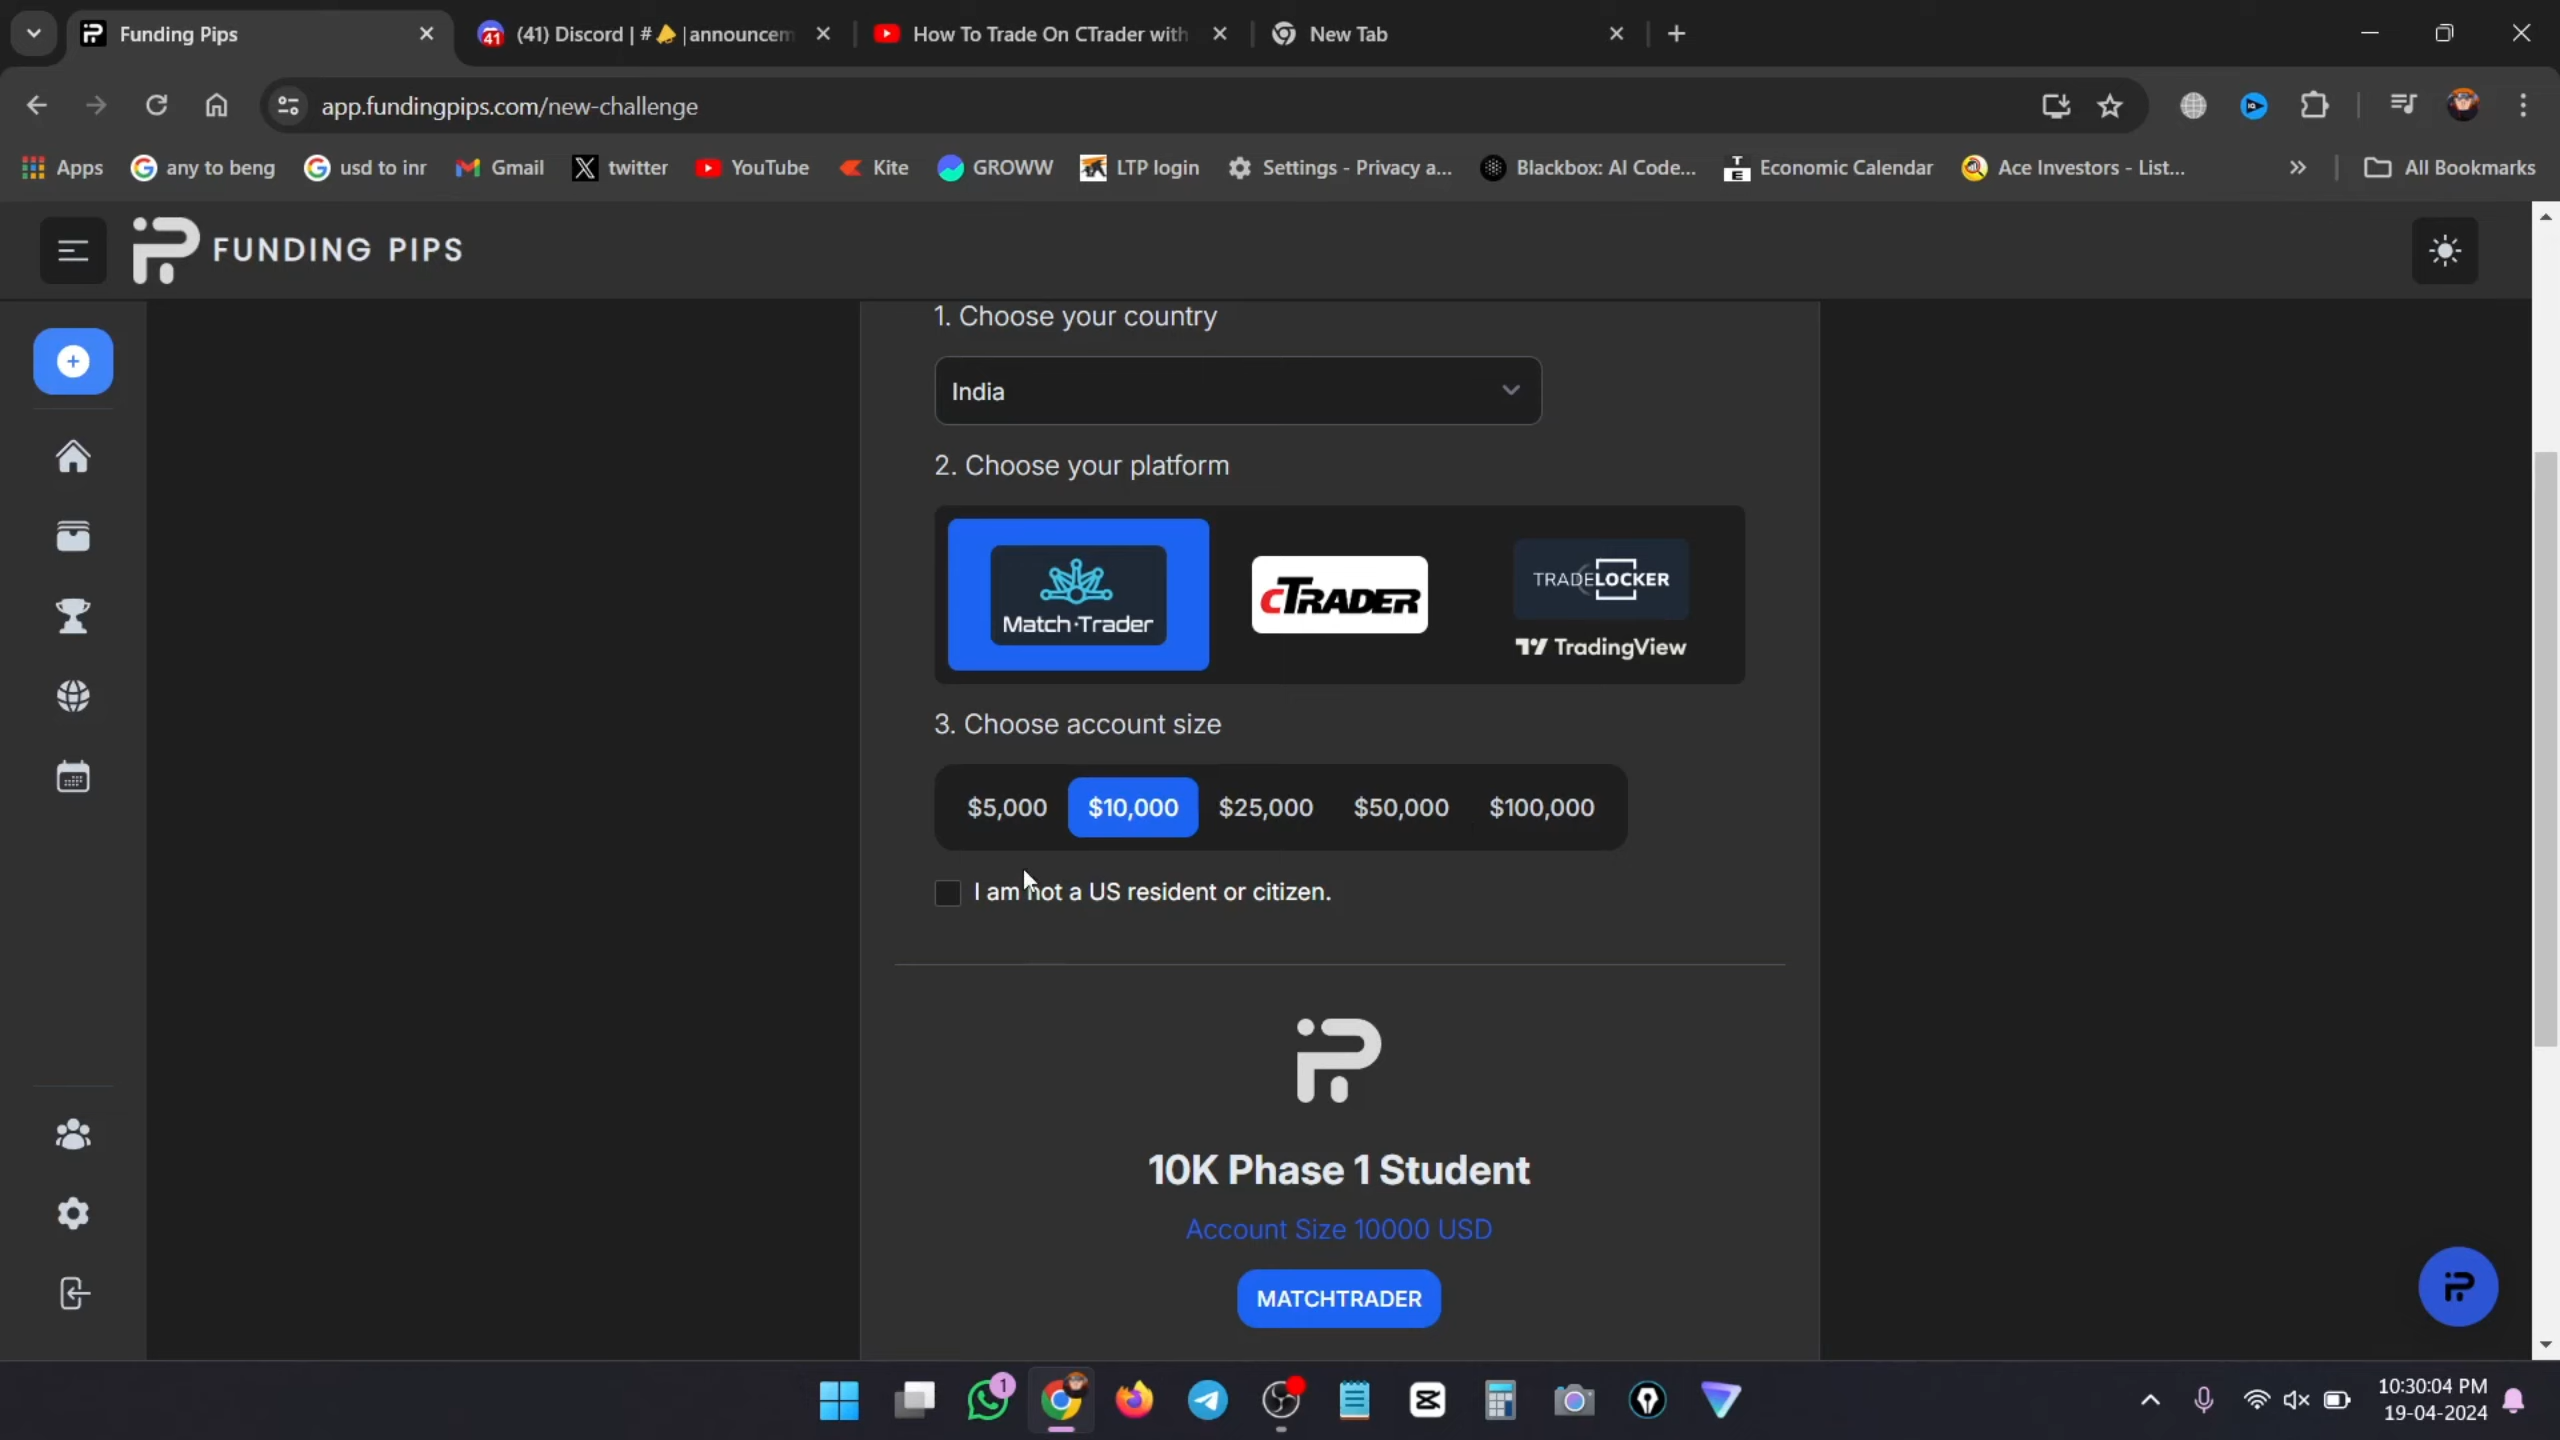 Funding Pips
41
(41) Discord | # 📣 | announcem
How To Trade On CTrader with
New Tab
app.fundingpips.com/new-challenge
Apps
any to beng
usd to inr
Gmail
twitter
YouTube
Kite
GROWW
LTP login
Settings - Privacy a...
Blackbox: AI Code...
Economic Calendar
Ace Investors - List...
»
All Bookmarks
FUNDING PIPS
1. Choose your country
India
2. Choose your platform
Match-Trader
cTRADER
TRADELOCKER
TradingView
3. Choose account size
$5,000 $10,000 $25,000 $50,000 $100,000
I am not a US resident or citizen.
10K Phase 1 Student
Account Size 10000 USD
MATCHTRADER
1
10:30:04 PM
19-04-2024